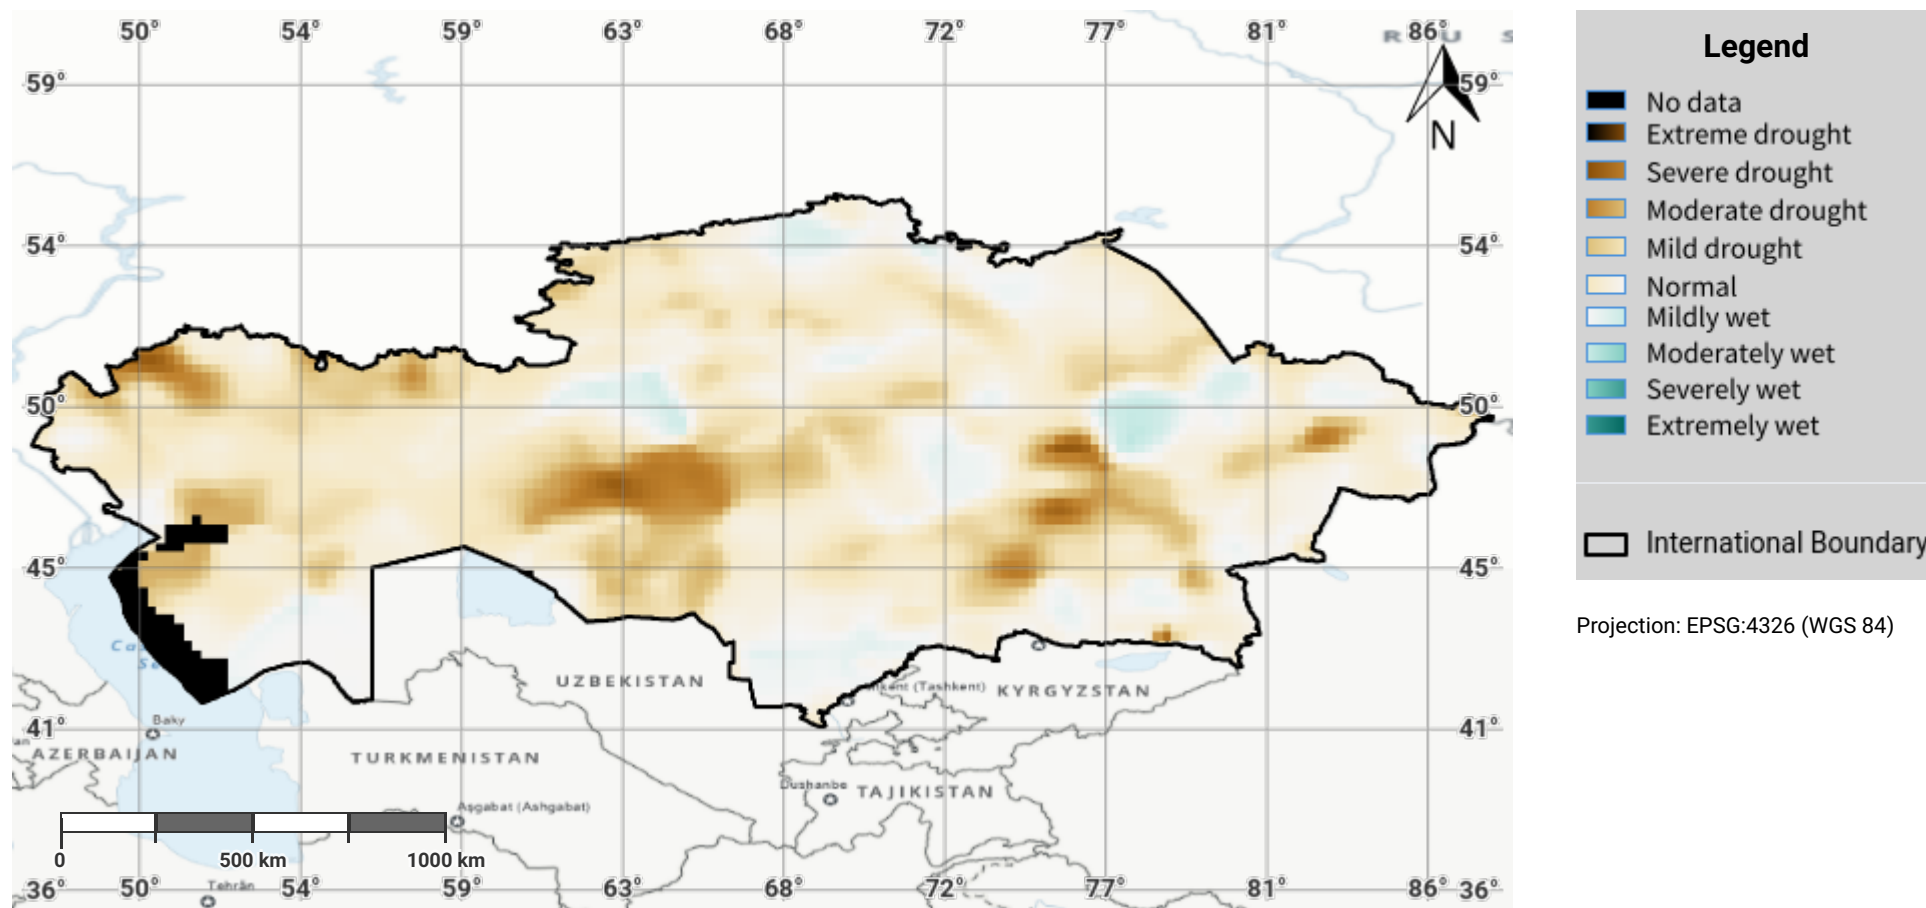 50° 54° 59° 63° 68° 72° 77° 81° 86°
R U S
59° 59°
N
54° 54°
50° 50°
45° 45°
UZBEKISTAN
(Tashkent)
KYRGYZSTAN
Baky
41° 41°
AZERBAIJAN
TURKMENISTAN
Dushanbe
TAJIKISTAN
Aşgabat (Ashgabat)
0 500 km 1000 km
Tehrān
36° 50° 54° 59° 63° 68° 72° 77° 81° 86° 36°
Legend
No data
Extreme drought
Severe drought
Moderate drought
Mild drought
Normal
Mildly wet
Moderately wet
Severely wet
Extremely wet
International Boundary
Projection: EPSG:4326 (WGS 84)